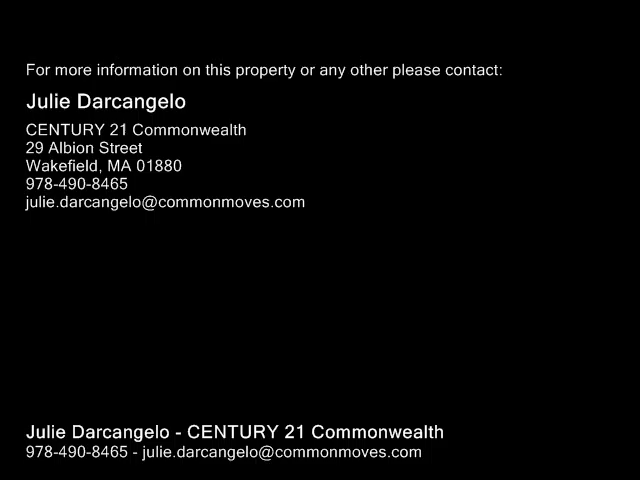 For more information on this property or any other please contact:
Julie Darcangelo
CENTURY 21 Commonwealth
29 Albion Street
Wakefield, MA 01880
978-490-8465
julie.darcangelo@commonmoves.com
Julie Darcangelo - CENTURY 21 Commonwealth
978-490-8465 - julie.darcangelo@commonmoves.com